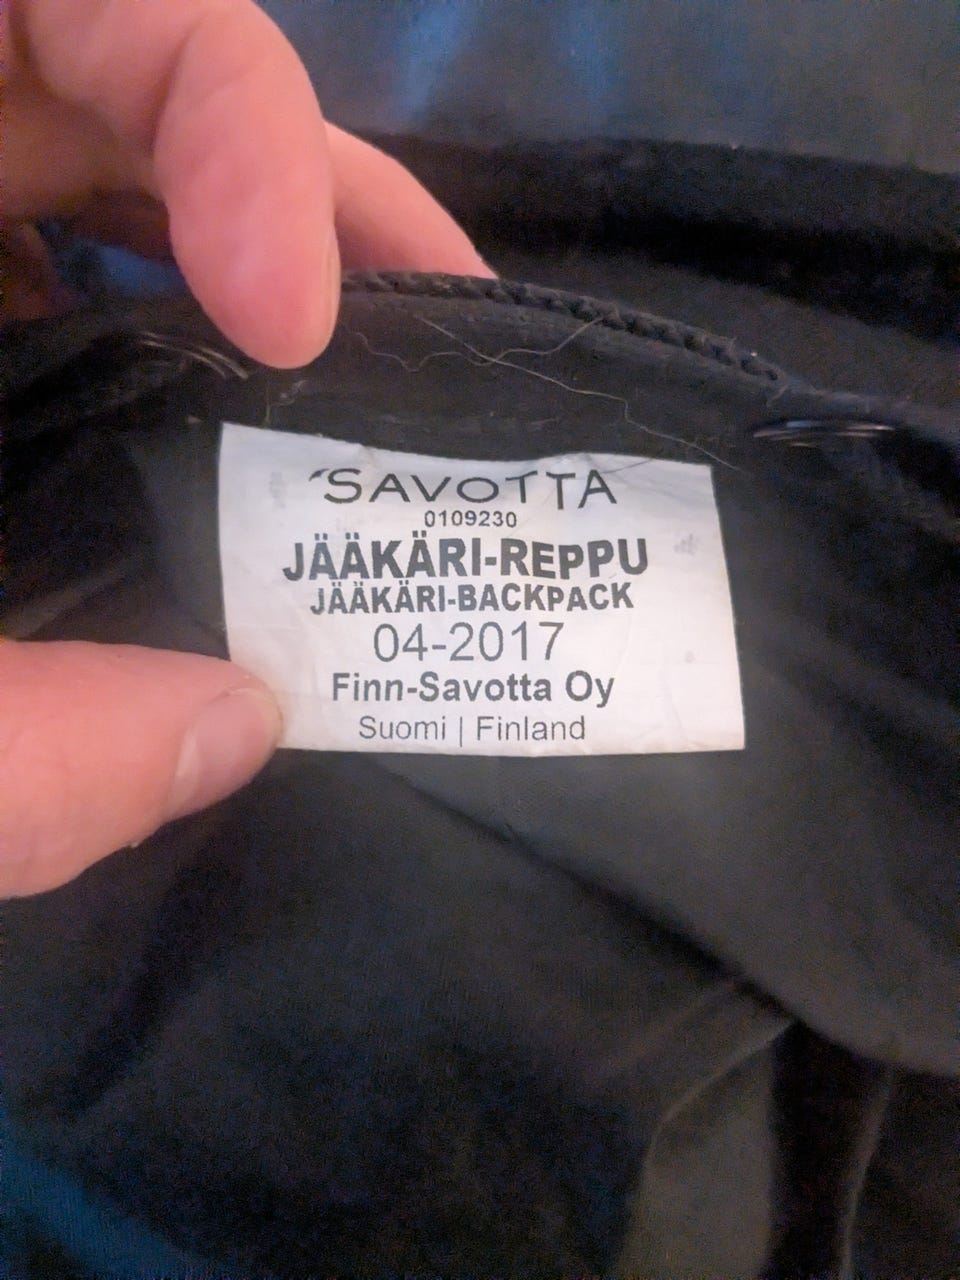 SAVOTTA
0109230
JÄÄKÄRI-REPPU
JÄÄKÄRI-BACKPACK
04-2017
Finn-Savotta Oy
Suomi | Finland